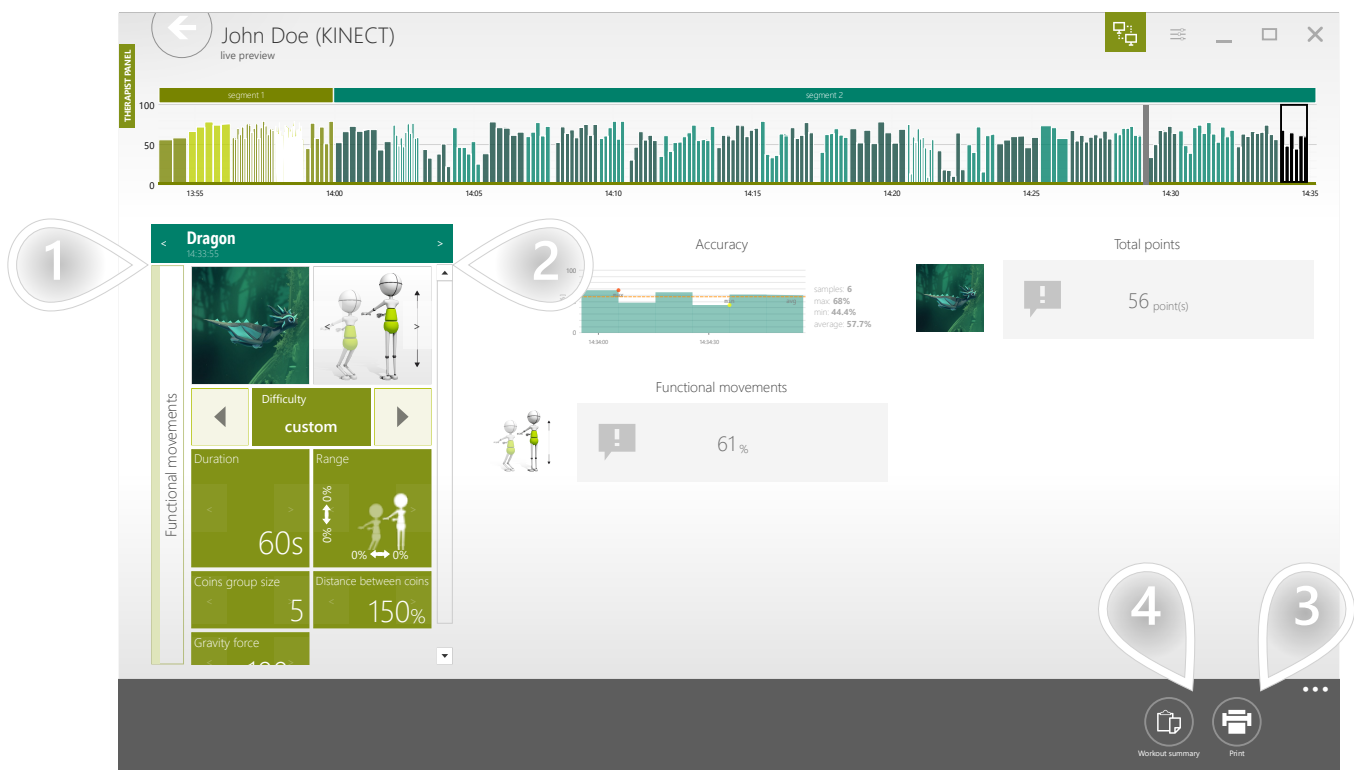 John Doe (KINECT)
live preview
THERAPIST PANEL
segment 1
segment 2
100
50
0
13:55
14:00
14:05
14:10
14:15
14:20
14:25
14:30
14:35
1
2
< Dragon >
14:33:55
Functional movements
< >
Difficulty
custom
Duration
< >
60s
Range
0% 0%
0% 0%
>
Coins group size
<
5
Distance between coins
<
150%
Gravity force
< >
Accuracy
100
0
max
min
avg
14:34:00
14:34:30
samples: 6
max: 68%
min: 44.4%
average: 57.7%
Total points
!
56 point(s)
Functional movements
!
61 %
4
3
Workout summary
Print